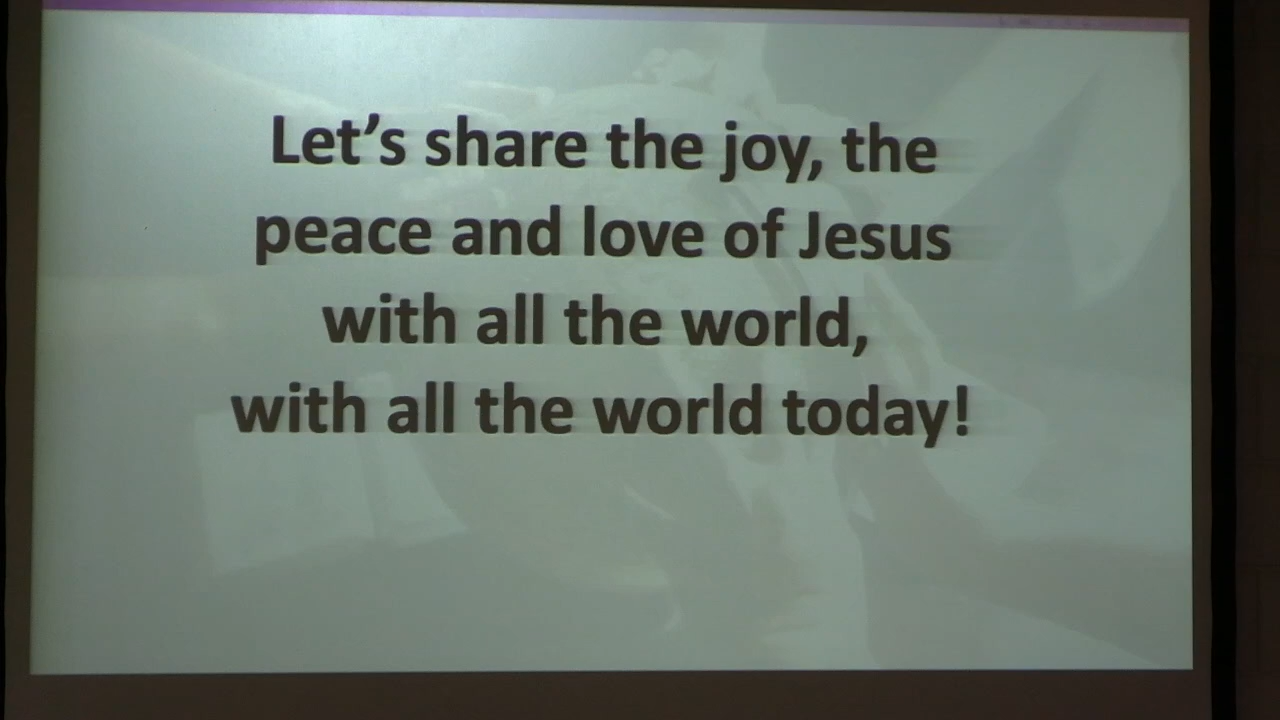 Let’s share the joy, the
peace and love of Jesus
with all the world,
with all the world today!